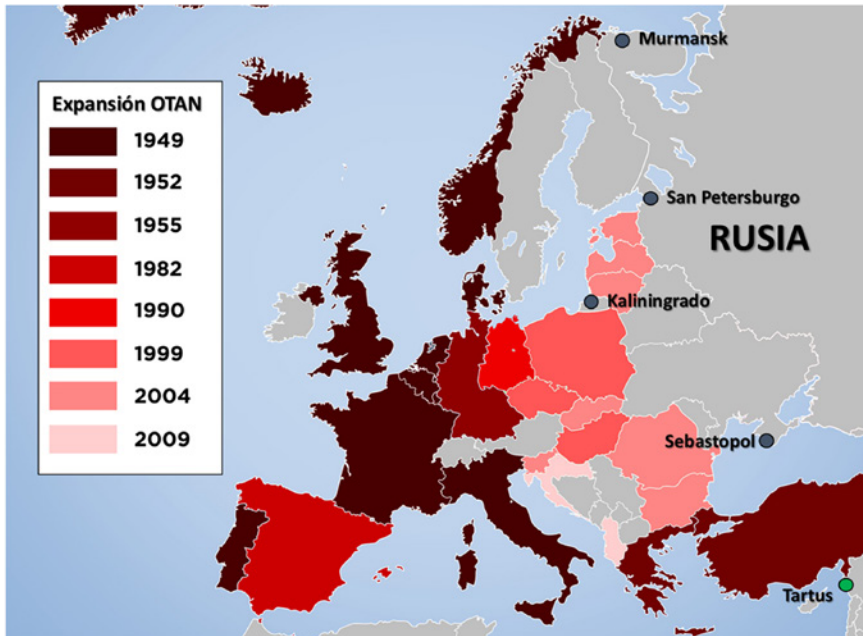 Murmansk
Expansión OTAN
1949
1952
1955
1982
1990
1999
2004
2009
San Petersburgo
RUSIA
Kaliningrado
Sebastopol
Tartus